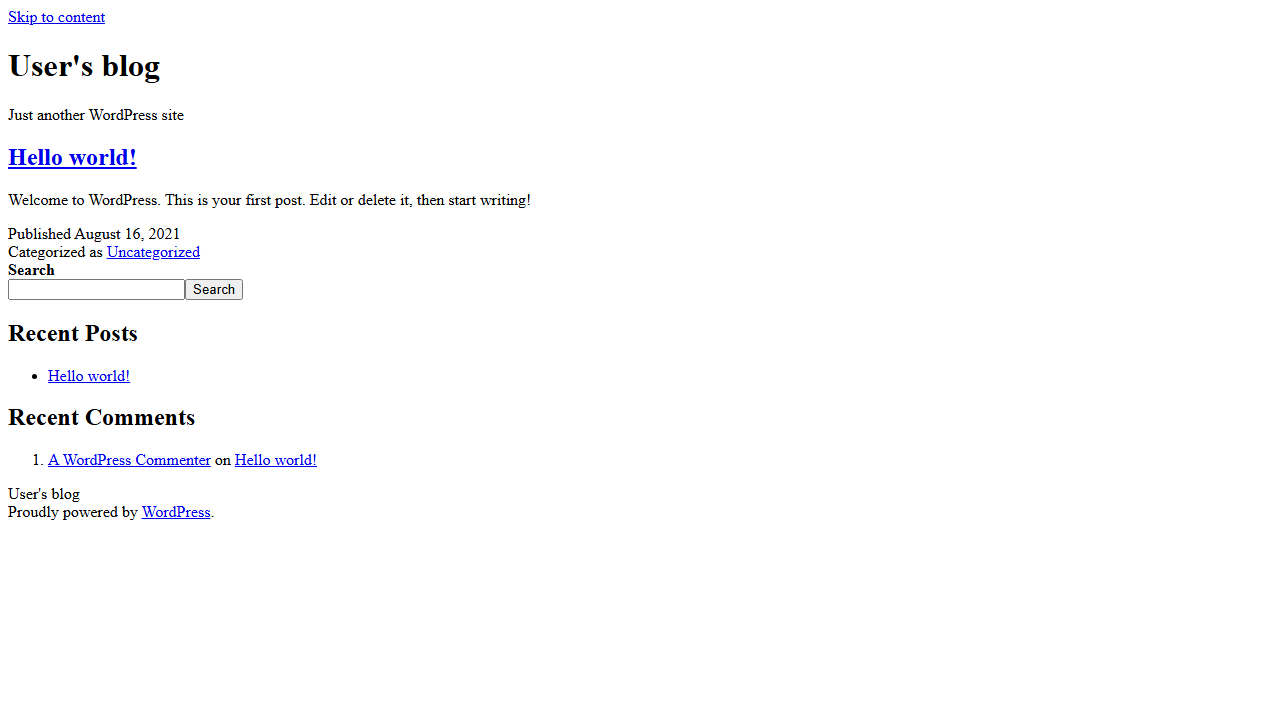 Skip to content
User's blog
Just another WordPress site
Hello world!
Welcome to WordPress. This is your first post. Edit or delete it, then start writing!
Published August 16, 2021
Categorized as Uncategorized
Search
Search
Recent Posts
Hello world!
Recent Comments
1. A WordPress Commenter on Hello world!
User's blog
Proudly powered by WordPress.